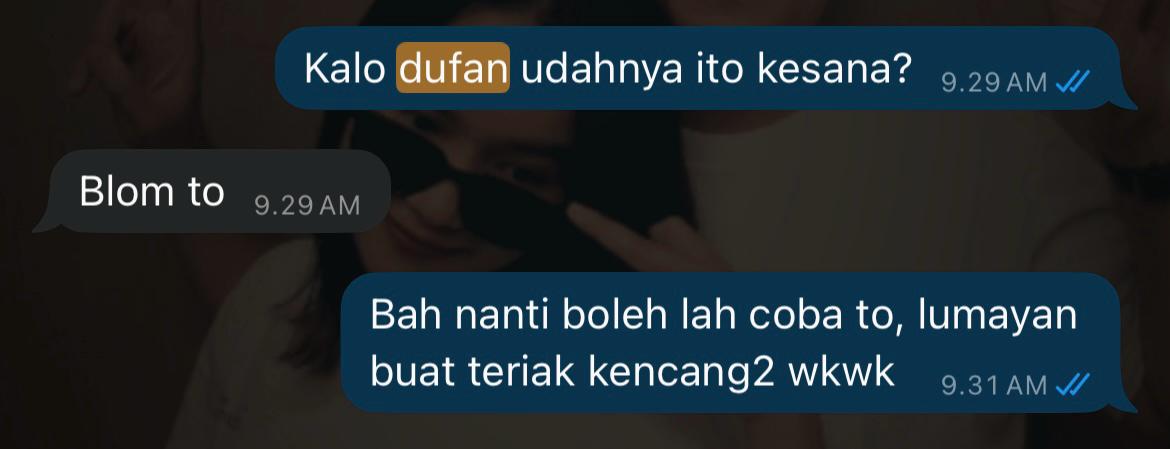 Kalo dufan udahnya ito kesana? 9.29 AM
Blom to 9.29 AM
Bah nanti boleh lah coba to, lumayan
buat teriak kencang2 wkwk 9.31 AM